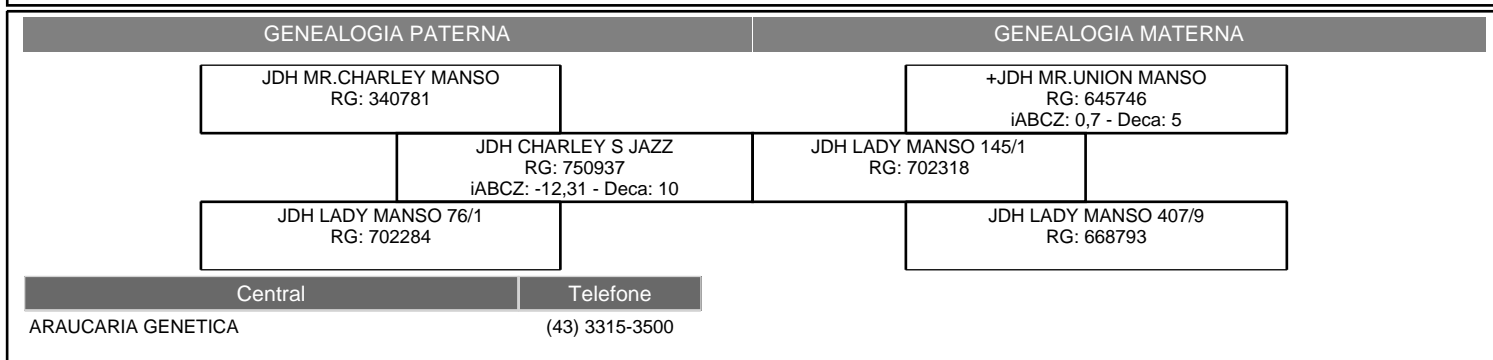 GENEALOGIA PATERNA
GENEALOGIA MATERNA
JDH MR.CHARLEY MANSO
RG: 340781
+JDH MR.UNION MANSO
RG: 645746
iABCZ: 0,7 - Deca: 5
JDH CHARLEY S JAZZ
RG: 750937
iABCZ: -12,31 - Deca: 10
JDH LADY MANSO 145/1
RG: 702318
JDH LADY MANSO 76/1
RG: 702284
JDH LADY MANSO 407/9
RG: 668793
Central
Telefone
ARAUCARIA GENETICA
(43) 3315-3500